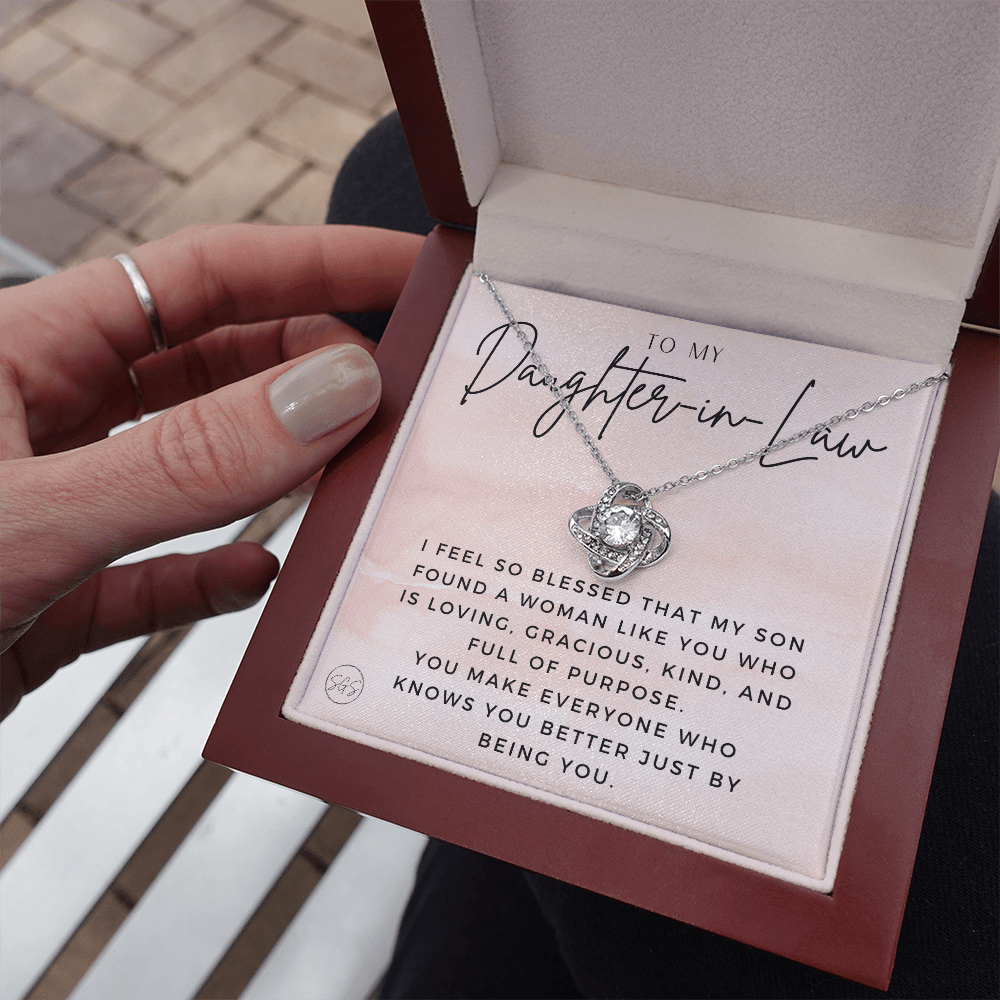 TO MY
Daughter-in-Law
I FEEL SO BLESSED THAT MY SON
FOUND A WOMAN LIKE YOU WHO
IS LOVING, GRACIOUS, KIND, AND
FULL OF PURPOSE.
YOU MAKE EVERYONE WHO
KNOWS YOU BETTER JUST BY
BEING YOU.
SGS